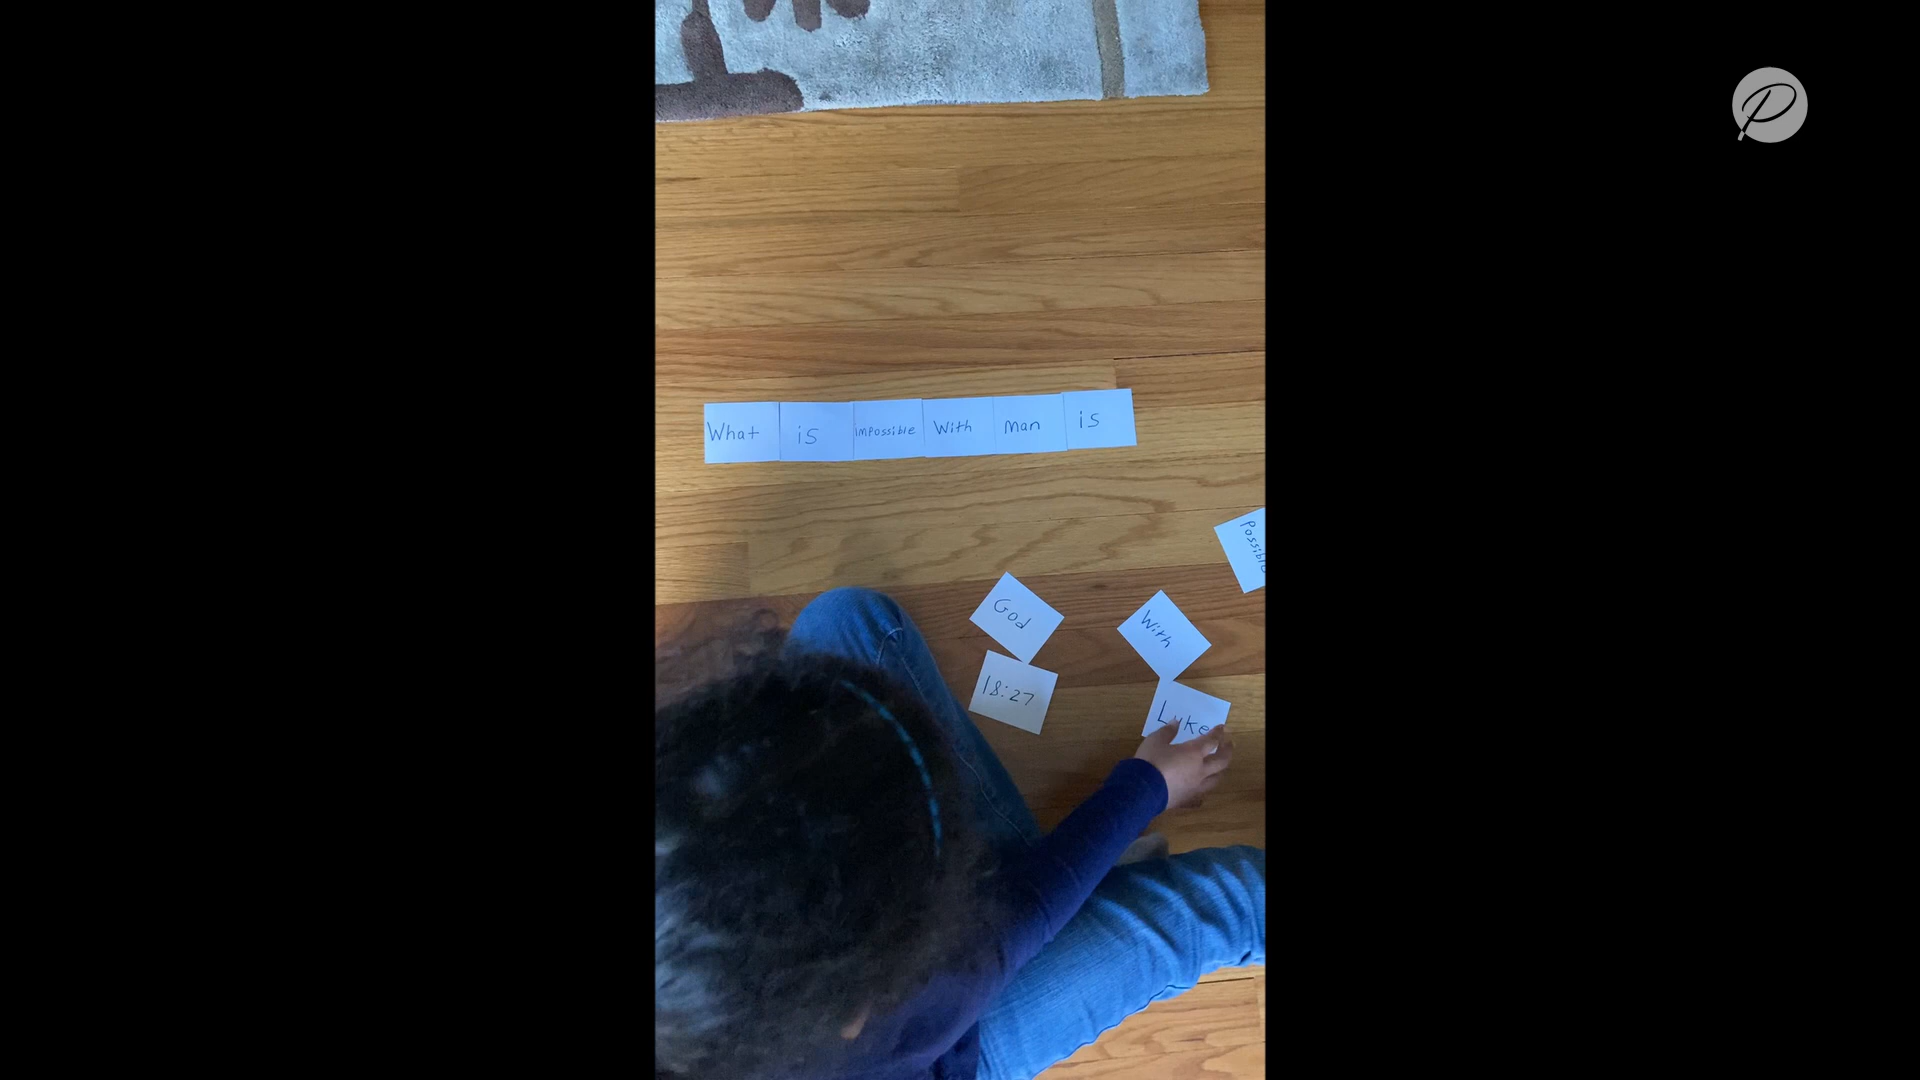 What is Impossible With Man is
Possible
God
With
18:27
Luke
P